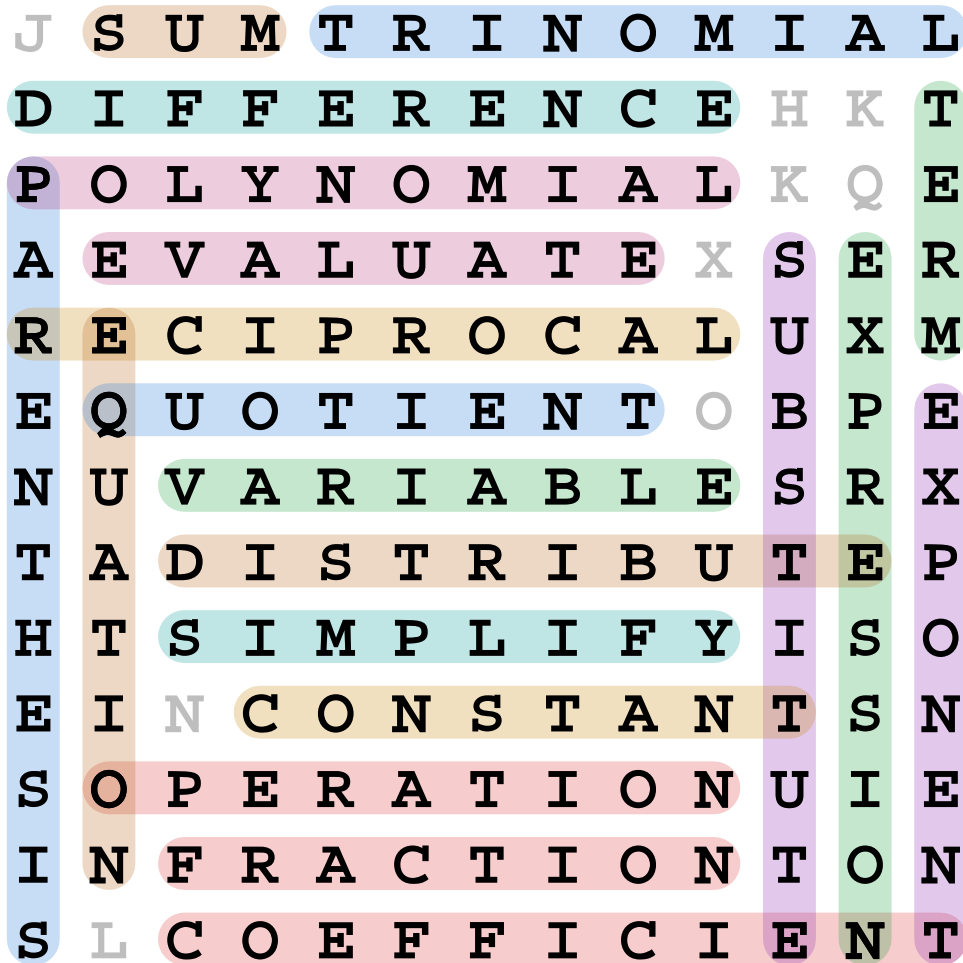 J S U M T R I N O M I A L
D I F F E R E N C E H K T
P O L Y N O M I A L K Q E
A E V A L U A T E X S E R
R E C I P R O C A L U X M
E Q U O T I E N T O B P E
N U V A R I A B L E S R X
T A D I S T R I B U T E P
H T S I M P L I F Y I S O
E I N C O N S T A N T S N
S O P E R A T I O N U I E
I N F R A C T I O N T O N
S L C O E F F I C I E N T